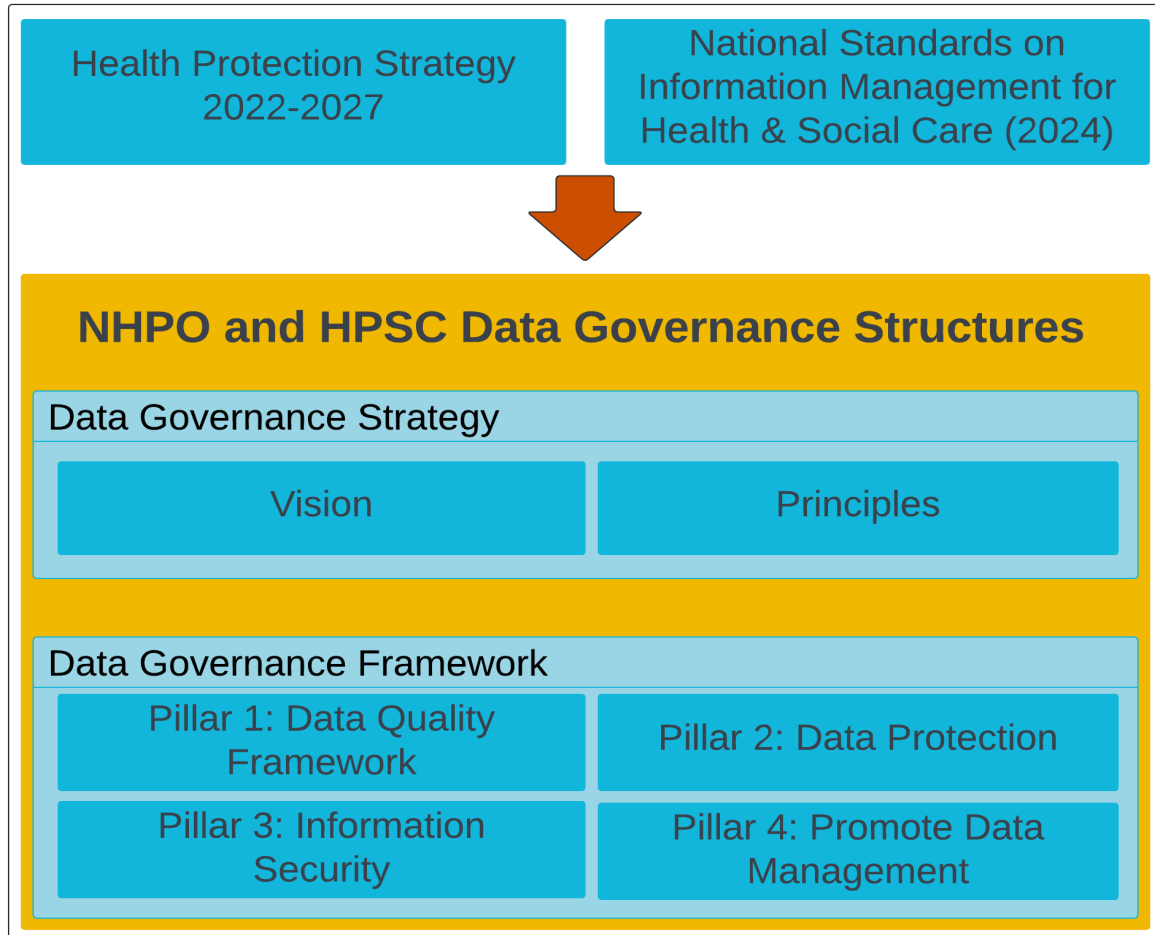 Health Protection Strategy
2022-2027
National Standards on
Information Management for
Health & Social Care (2024)
NHPO and HPSC Data Governance Structures
Data Governance Strategy
Vision
Principles
Data Governance Framework
Pillar 1: Data Quality
Framework
Pillar 2: Data Protection
Pillar 3: Information
Security
Pillar 4: Promote Data
Management